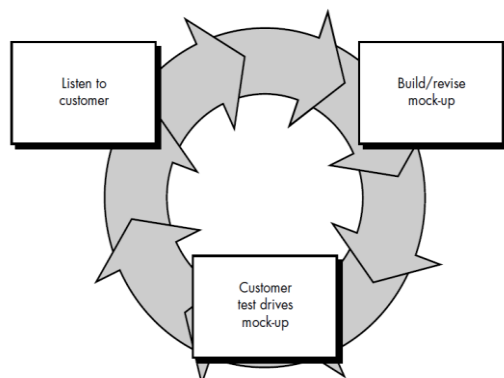 Listen to
customer
Build/revise
mock-up
Customer
test drives
mock-up